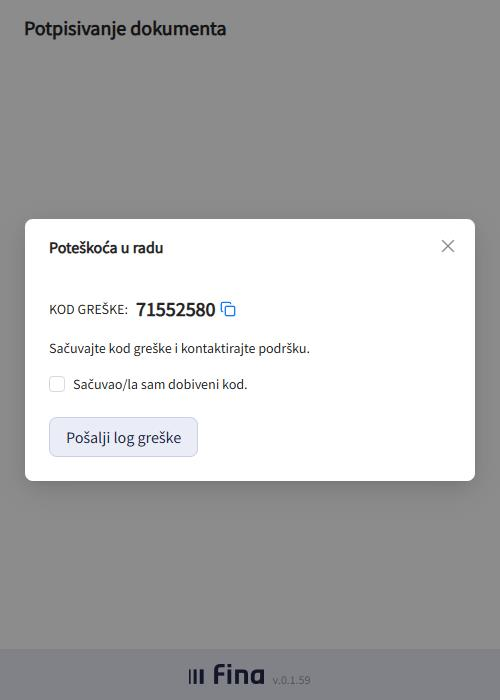 Potpisivanje dokumenta
Poteškoća u radu
KOD GREŠKE: 71552580
Sačuvajte kod greške i kontaktirajte podršku.
Sačuvao/la sam dobiveni kod.
Pošalji log greške
Fina v.0.1.59